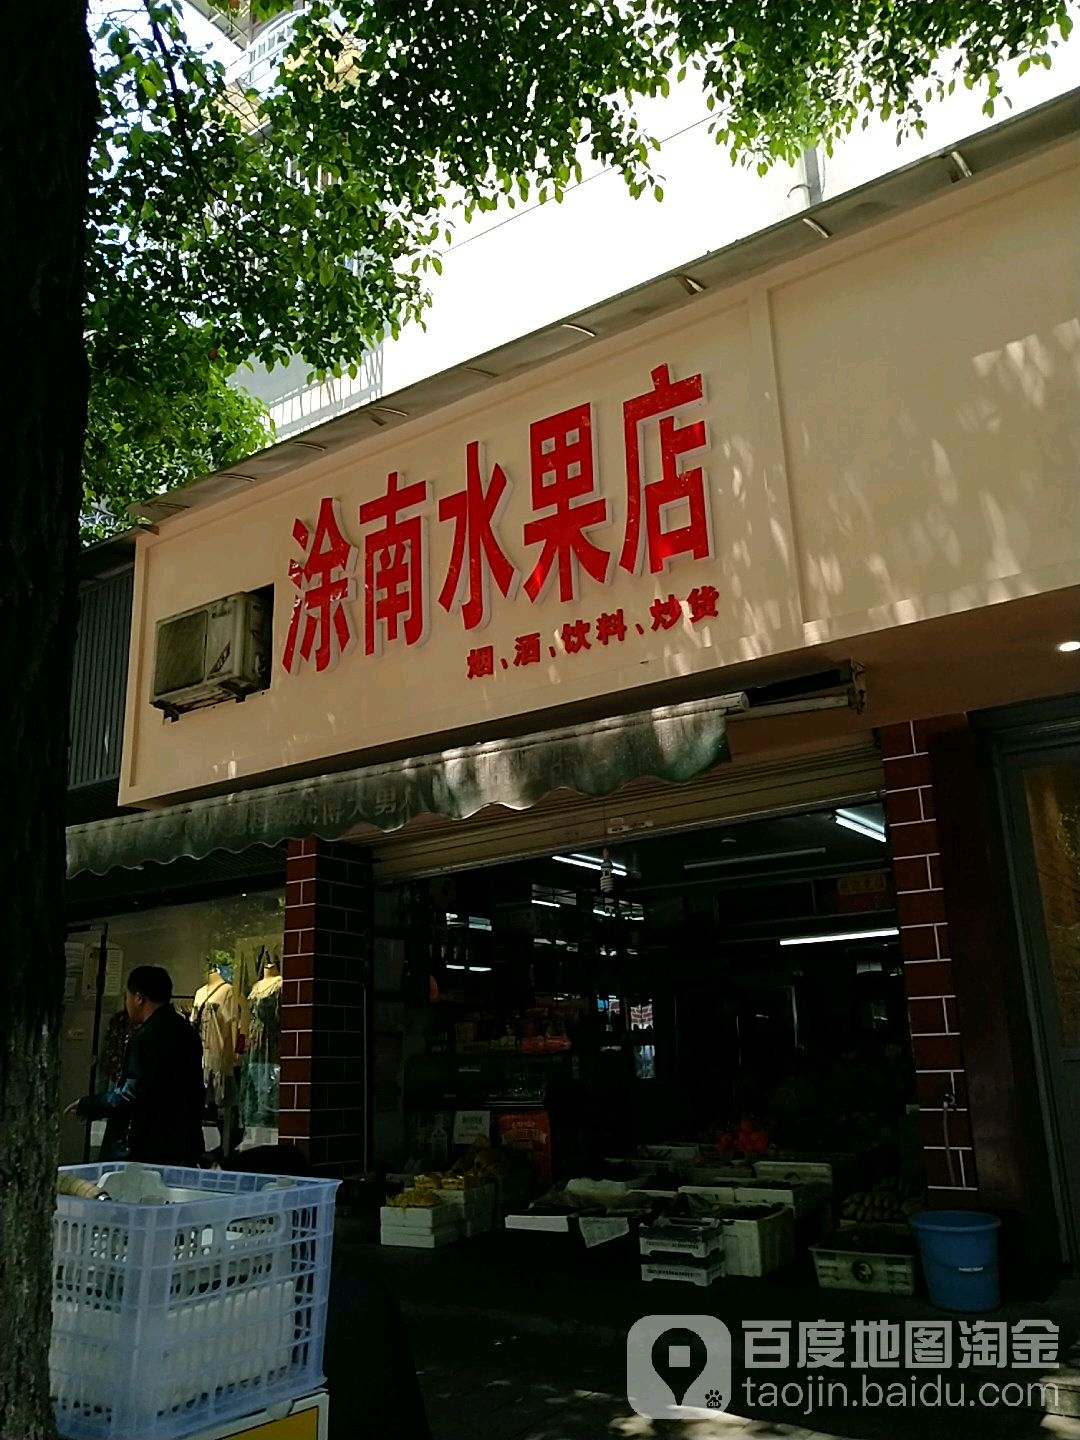 涂南水果店
烟、酒、饮料、炒货
百度地图淘金
taojin.baidu.com